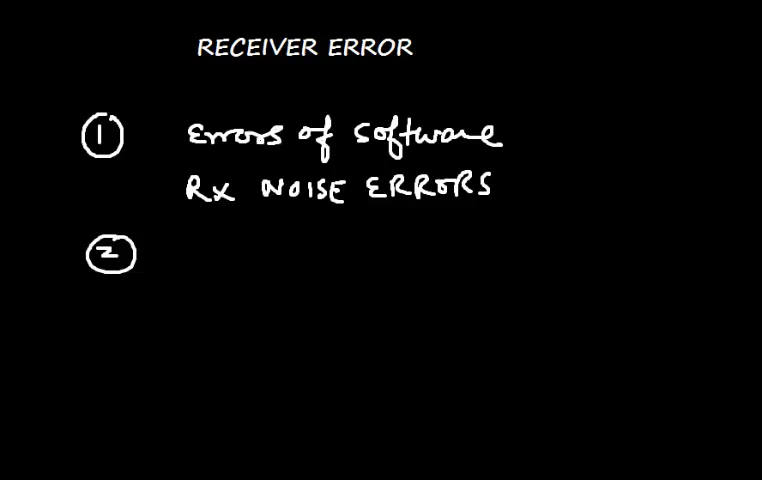 RECEIVER ERROR
1 Errors of Software
Rx NOISE ERRORS
2